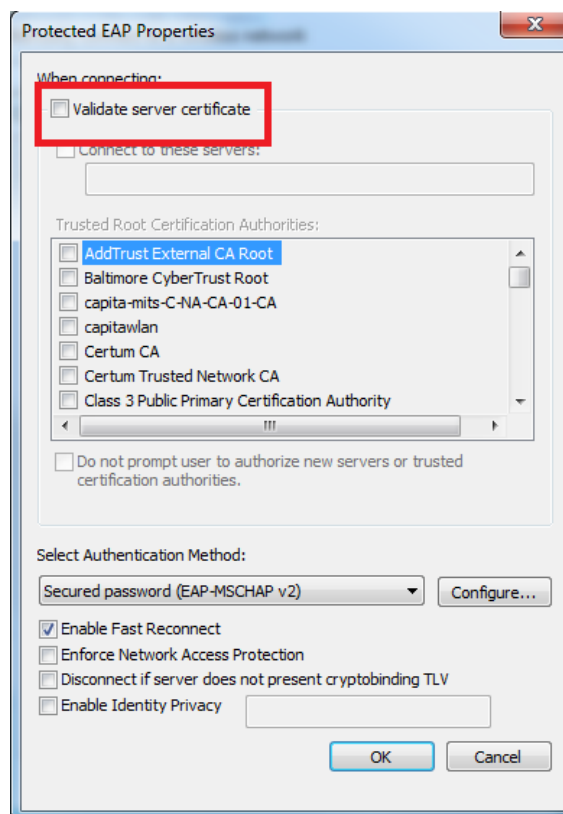 Protected EAP Properties
When connecting:
Validate server certificate
Connect to these servers:
Trusted Root Certification Authorities:
AddTrust External CA Root
Baltimore CyberTrust Root
capita-mits-C-NA-CA-01-CA
capitawlan
Certum CA
Certum Trusted Network CA
Class 3 Public Primary Certification Authority
Do not prompt user to authorize new servers or trusted
certification authorities.
Select Authentication Method:
Secured password (EAP-MSCHAP v2) Configure...
Enable Fast Reconnect
Enforce Network Access Protection
Disconnect if server does not present cryptobinding TLV
Enable Identity Privacy
OK Cancel